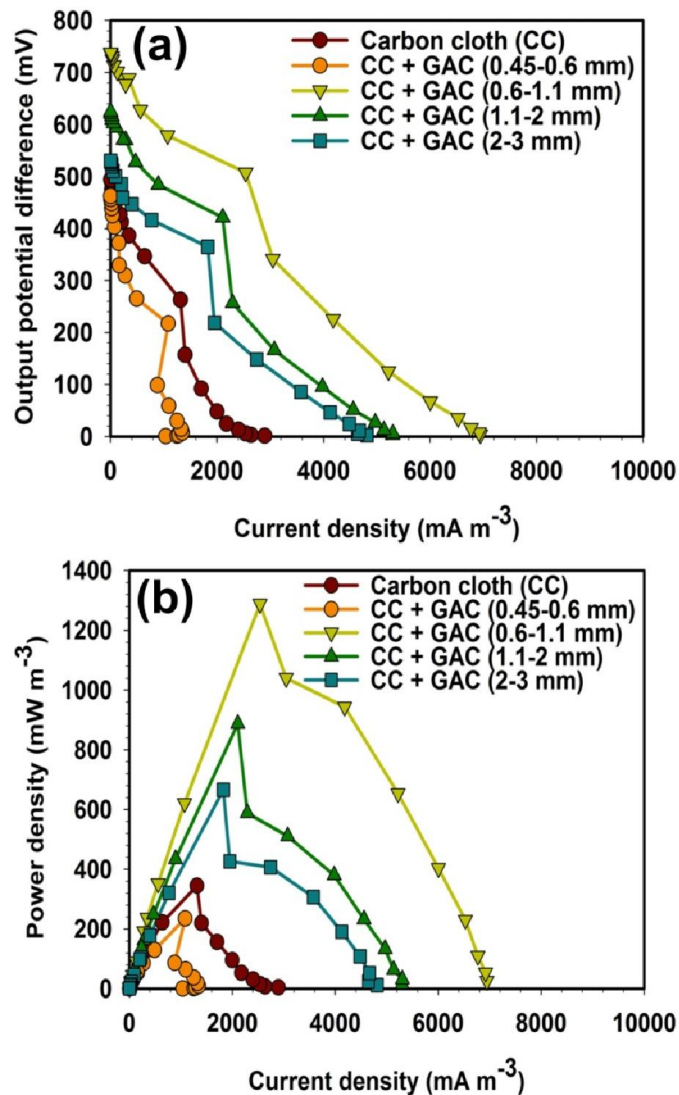 (a)
Carbon cloth (CC)
CC + GAC (0.45-0.6 mm)
CC + GAC (0.6-1.1 mm)
CC + GAC (1.1-2 mm)
CC + GAC (2-3 mm)
Output potential difference (mV)
800
700
600
500
400
300
200
100
0
0 2000 4000 6000 8000 10000
Current density (mA m⁻³)
(b)
Carbon cloth (CC)
CC + GAC (0.45-0.6 mm)
CC + GAC (0.6-1.1 mm)
CC + GAC (1.1-2 mm)
CC + GAC (2-3 mm)
Power density (mW m⁻³)
1400
1200
1000
800
600
400
200
0
0 2000 4000 6000 8000 10000
Current density (mA m⁻³)